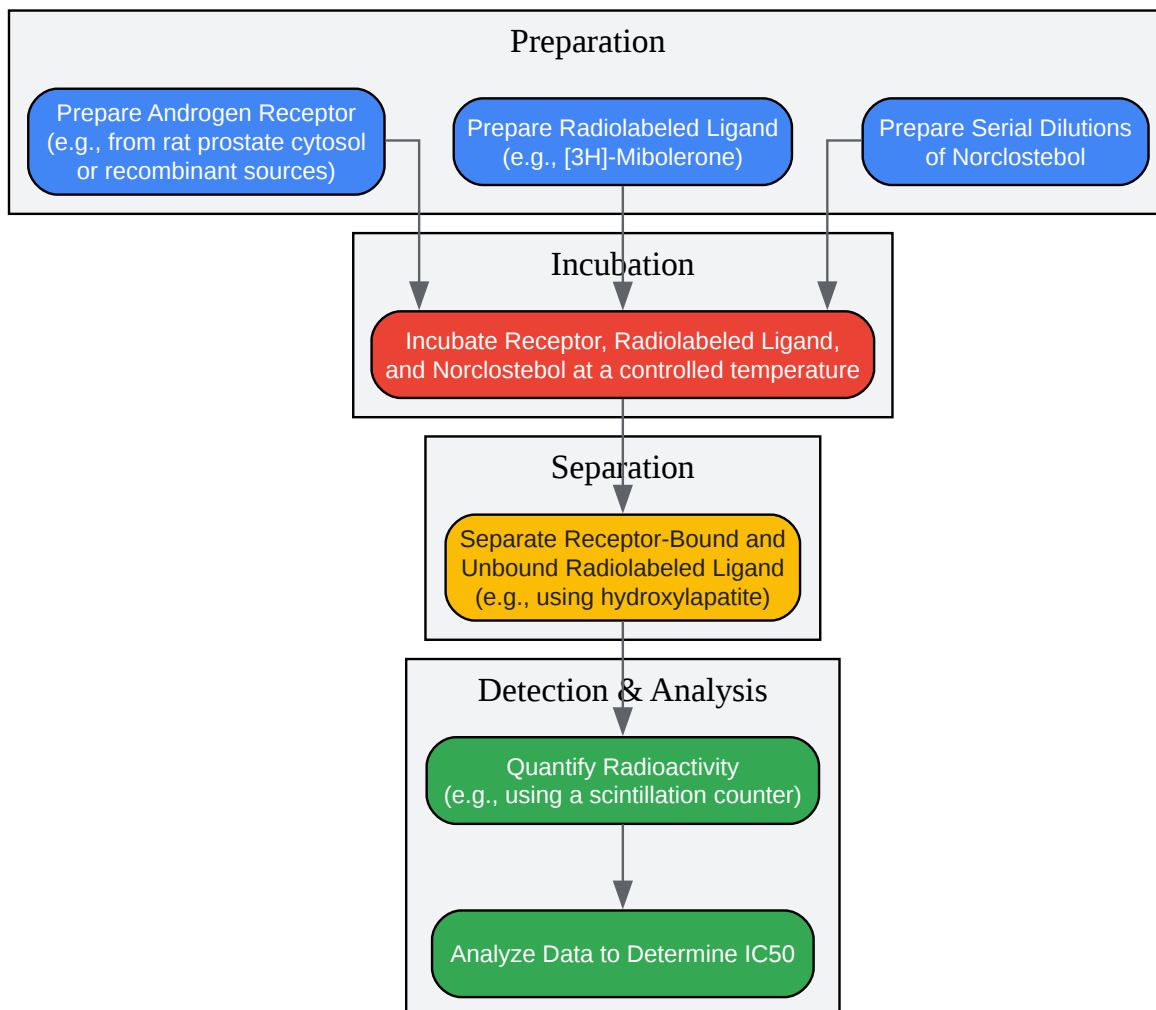 Preparation
Prepare Androgen Receptor
(e.g., from rat prostate cytosol
or recombinant sources)
Prepare Radiolabeled Ligand
(e.g., [3H]-Mibolerone)
Prepare Serial Dilutions
of Norclostebol
Incubation
Incubate Receptor, Radiolabeled Ligand,
and Norclostebol at a controlled temperature
Separation
Separate Receptor-Bound and
Unbound Radiolabeled Ligand
(e.g., using hydroxylapatite)
Detection & Analysis
Quantify Radioactivity
(e.g., using a scintillation counter)
Analyze Data to Determine IC50